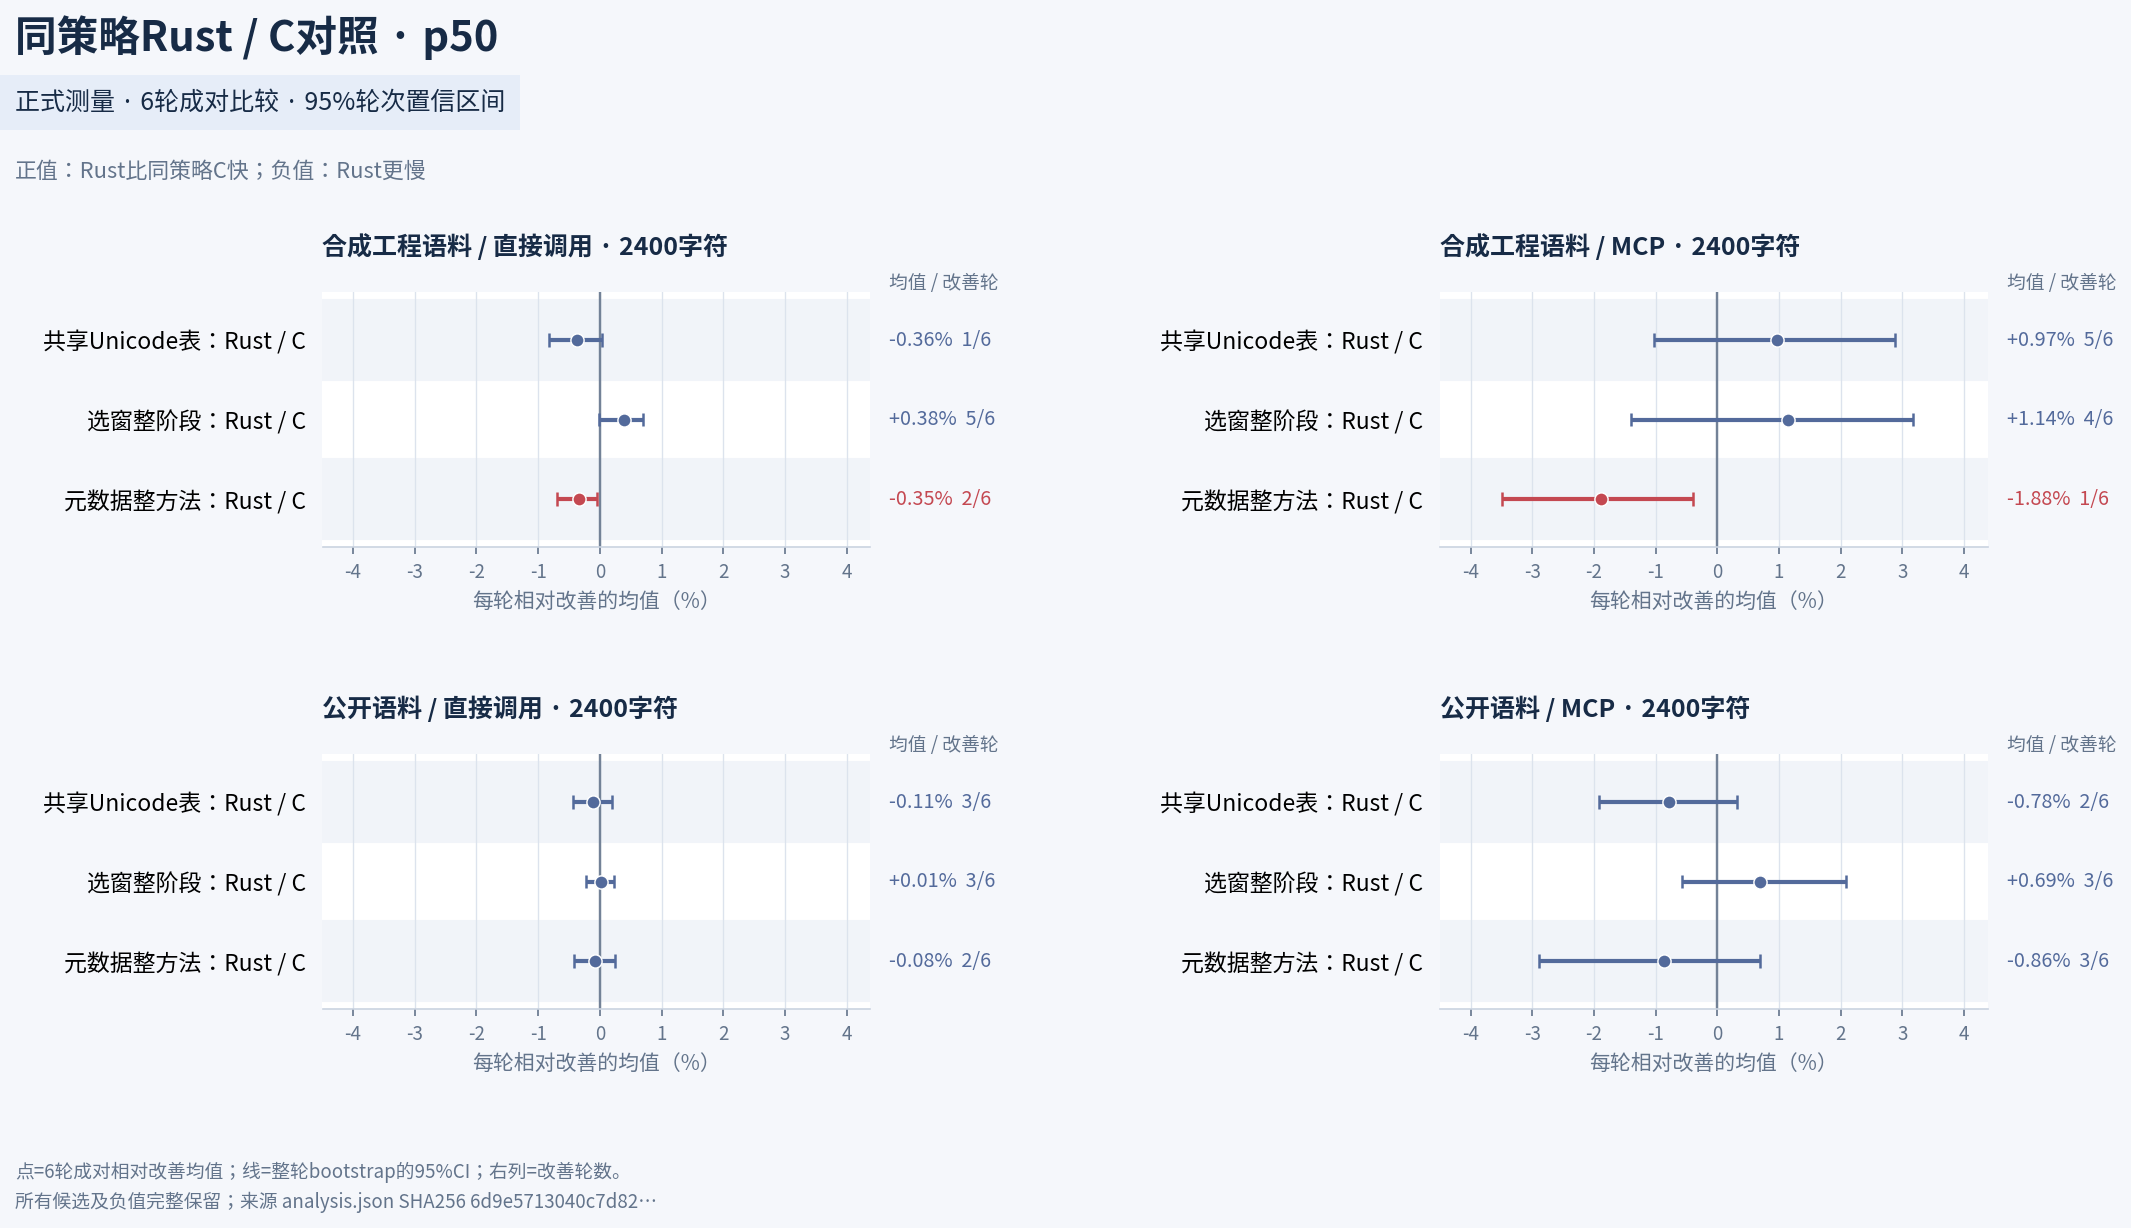 同策略Rust / C对照 · p50
正式测量 · 6轮成对比较 · 95%轮次置信区间
正值：Rust比同策略C快；负值：Rust更慢
合成工程语料 / 直接调用 · 2400字符
均值 / 改善轮
共享Unicode表：Rust / C
-0.36% 1/6
选窗整阶段：Rust / C
+0.38% 5/6
元数据整方法：Rust / C
-0.35% 2/6
-4 -3 -2 -1 0 1 2 3 4
每轮相对改善的均值（%）
合成工程语料 / MCP · 2400字符
均值 / 改善轮
共享Unicode表：Rust / C
+0.97% 5/6
选窗整阶段：Rust / C
+1.14% 4/6
元数据整方法：Rust / C
-1.88% 1/6
-4 -3 -2 -1 0 1 2 3 4
每轮相对改善的均值（%）
公开语料 / 直接调用 · 2400字符
均值 / 改善轮
共享Unicode表：Rust / C
-0.11% 3/6
选窗整阶段：Rust / C
+0.01% 3/6
元数据整方法：Rust / C
-0.08% 2/6
-4 -3 -2 -1 0 1 2 3 4
每轮相对改善的均值（%）
公开语料 / MCP · 2400字符
均值 / 改善轮
共享Unicode表：Rust / C
-0.78% 2/6
选窗整阶段：Rust / C
+0.69% 3/6
元数据整方法：Rust / C
-0.86% 3/6
-4 -3 -2 -1 0 1 2 3 4
每轮相对改善的均值（%）
点=6轮成对相对改善均值；线=整轮bootstrap的95%CI；右列=改善轮数。
所有候选及负值完整保留；来源 analysis.json SHA256 6d9e5713040c7d82…